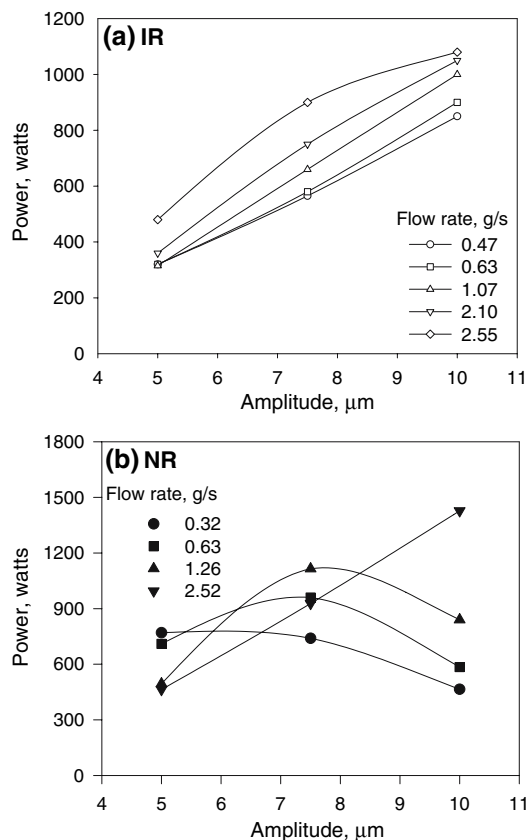 (a) IR
1200
1000
800
600
400
200
0
Power, watts
Flow rate, g/s
0.47
0.63
1.07
2.10
2.55
4 5 6 7 8 9 10 11
Amplitude, μm
(b) NR
1800
1500
1200
900
600
300
0
Power, watts
Flow rate, g/s
0.32
0.63
1.26
2.52
4 5 6 7 8 9 10 11
Amplitude, μm